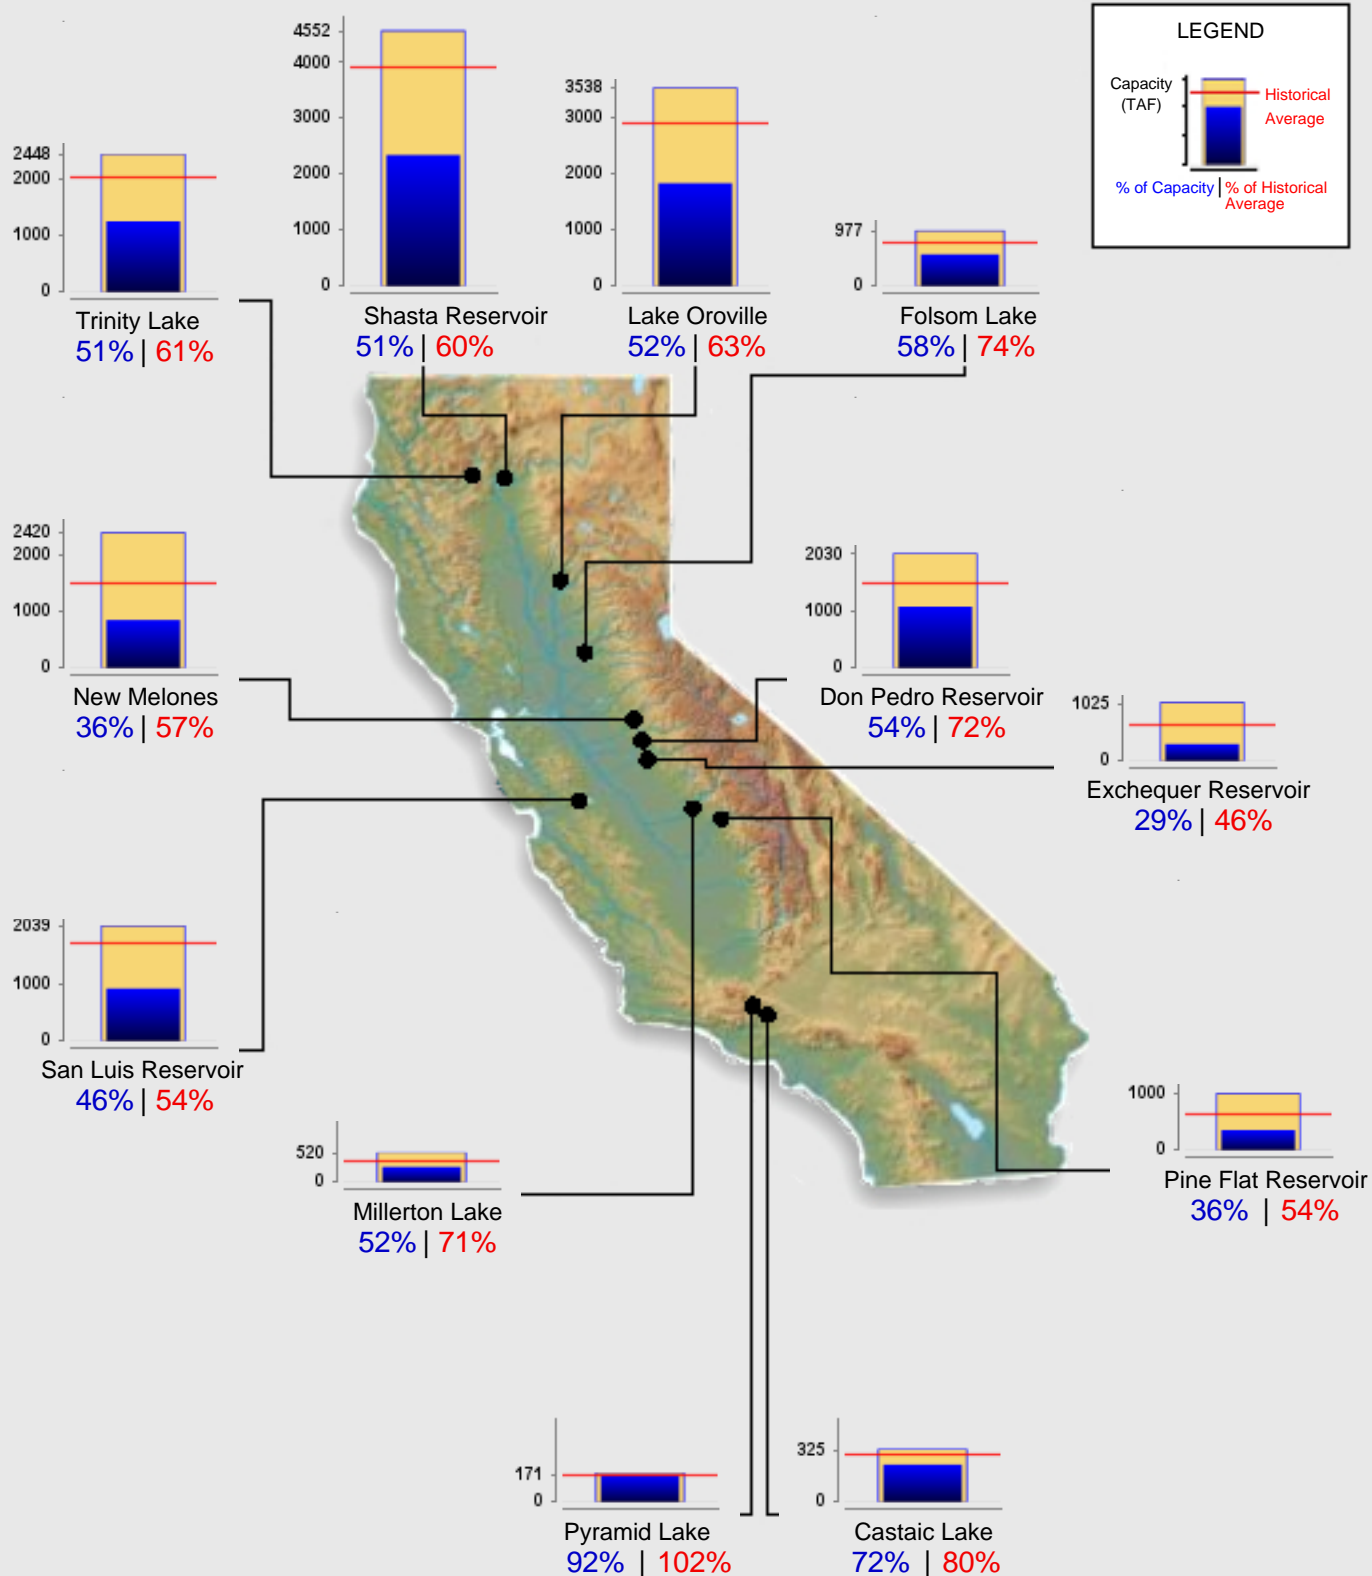 LEGEND
Capacity
(TAF)
Historical
Average
% of Capacity | % of Historical
Average
4552
4000
3000
2000
1000
0
Shasta Reservoir
51% | 60%
3538
3000
2000
1000
0
Lake Oroville
52% | 63%
2448
2000
1000
0
Trinity Lake
51% | 61%
977
0
Folsom Lake
58% | 74%
2420
2000
1000
0
New Melones
36% | 57%
2030
1000
0
Don Pedro Reservoir
54% | 72%
1025
0
Exchequer Reservoir
29% | 46%
2039
1000
0
San Luis Reservoir
46% | 54%
520
0
Millerton Lake
52% | 71%
1000
0
Pine Flat Reservoir
36% | 54%
171
0
Pyramid Lake
92% | 102%
325
0
Castaic Lake
72% | 80%